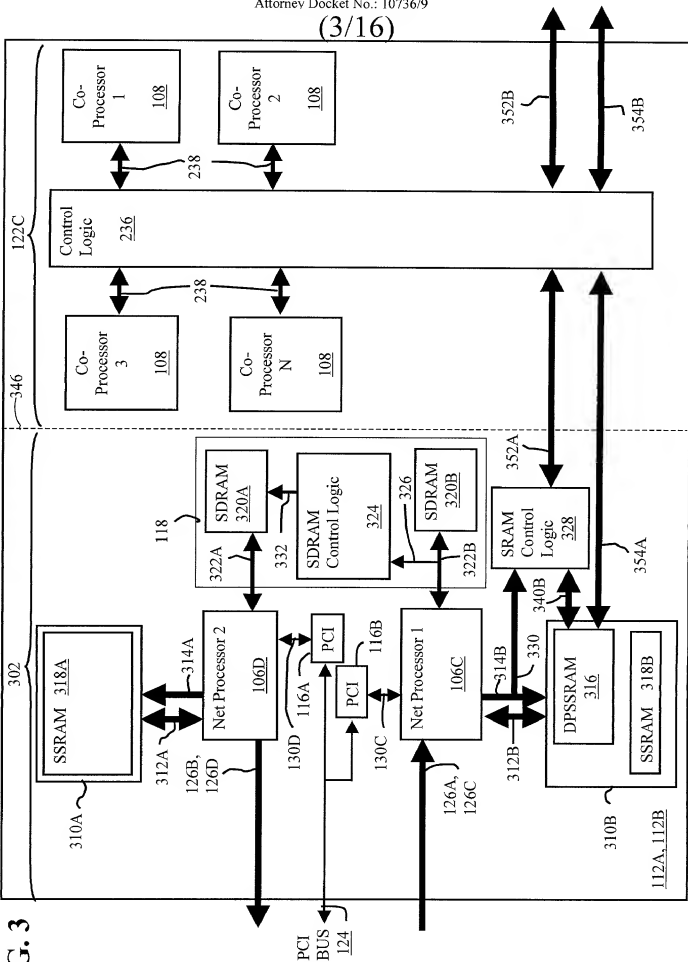 Attorney Docket No.: 10736/9
(3/16)
G. 3
302
346
122C
310A
SSRAM 318A
312A
314A
126B,
126D
Net Processor 2
106D
322A
118
SDRAM
320A
332
SDRAM
Control Logic
324
326
SDRAM
320B
322B
130D
116A
PCI
116B
PCI
130C
PCI
BUS
124
Net Processor 1
106C
126A,
126C
312B
314B
330
340B
SRAM
Control
Logic
328
352A
354A
DPSSRAM
316
SSRAM 318B
310B
112A, 112B
Co-
Processor
3
108
Co-
Processor
N
108
238
Control
Logic
236
238
Co-
Processor
1
108
Co-
Processor
2
108
352B
354B